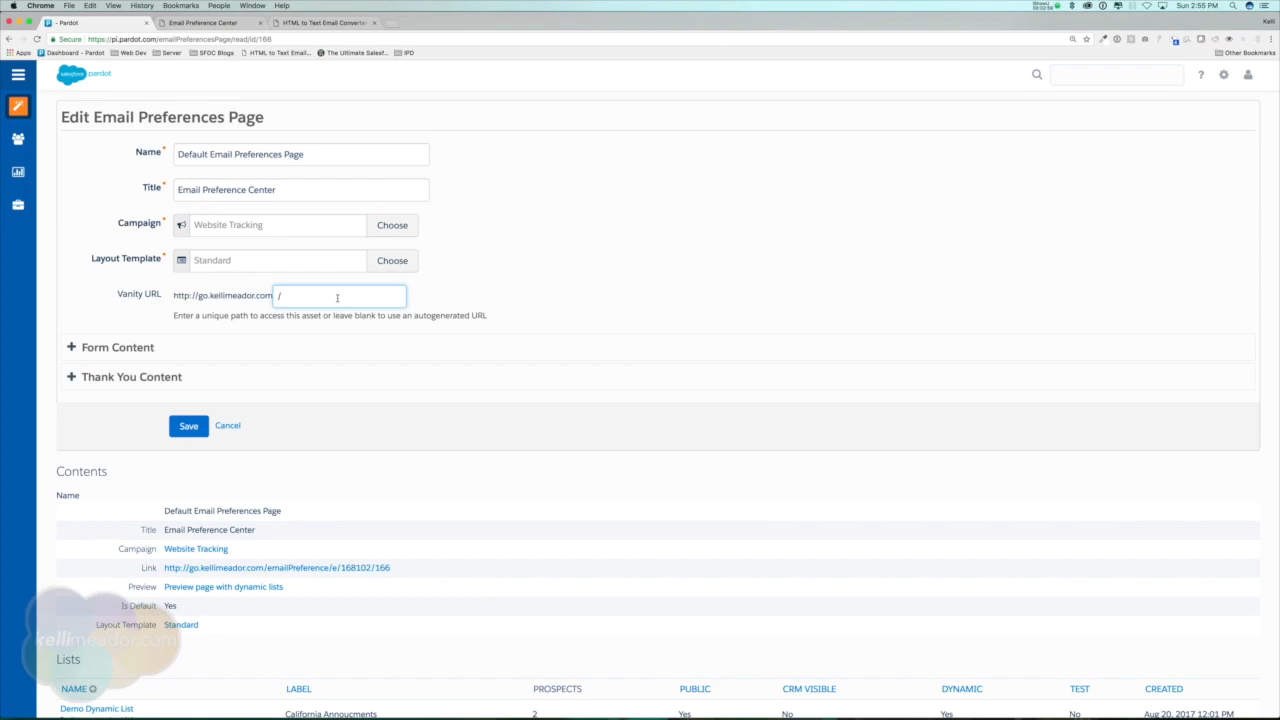 Chrome File Edit View History Bookmarks People Window Help
Sun 2:55 PM
- Pardot
Email Preference Center
HTML to Text Email Converte
Kelli
Secure https://pi.pardot.com/emailPreferencesPage/read/id/166
Apps Dashboard - Pardot Web Dev Server SFDC Blogs HTML to Text Email... The Ultimate Salesf... IPD Other Bookmarks
salesforce pardot
?
Edit Email Preferences Page
Name* Default Email Preferences Page
Title* Email Preference Center
Campaign* Website Tracking Choose
Layout Template* Standard Choose
Vanity URL http://go.kellimeador.com /
Enter a unique path to access this asset or leave blank to use an autogenerated URL
+ Form Content
+ Thank You Content
Save Cancel
Contents
Name
Default Email Preferences Page
Title Email Preference Center
Campaign Website Tracking
Link http://go.kellimeador.com/emailPreference/e/168102/166
Preview Preview page with dynamic lists
Is Default Yes
Layout Template Standard
kellimeador.com
Lists
NAME LABEL PROSPECTS PUBLIC CRM VISIBLE DYNAMIC TEST CREATED
Demo Dynamic List California Annoucments 2 Yes No Yes No Aug 20, 2017 12:01 PM